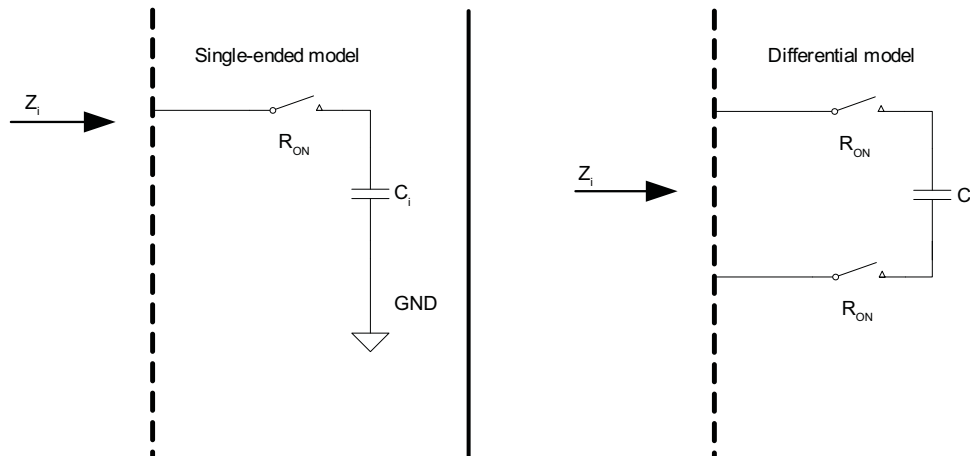 Single-ended model
Z_i
R_ON
C_i
GND
Differential model
Z_i
R_ON
C
R_ON